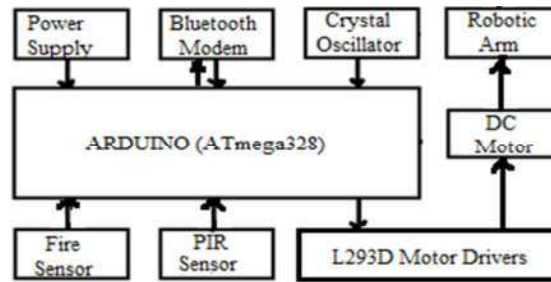 Power
Supply
Bluetooth
Modem
Crystal
Oscillator
Robotic
Arm
ARDUINO (ATmega328)
DC
Motor
Fire
Sensor
PIR
Sensor
L293D Motor Drivers